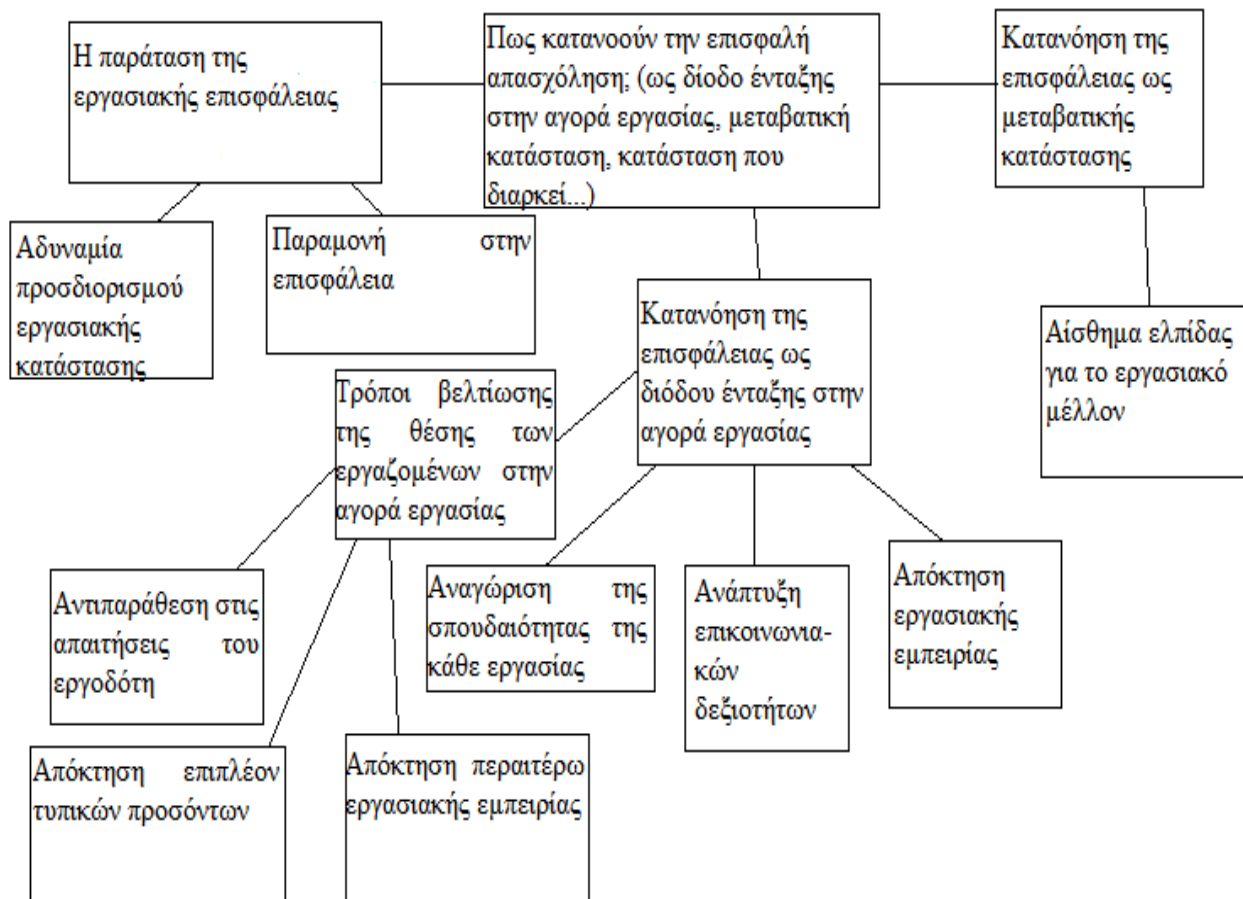 Η παράταση της
εργασιακής επισφάλειας
Πως κατανοούν την επισφαλή
απασχόληση; (ως δίοδο ένταξης
στην αγορά εργασίας, μεταβατική
κατάσταση, κατάσταση που
διαρκεί...)
Κατανόηση της
επισφάλειας ως
μεταβατικής
κατάστασης
Αδυναμία
προσδιορισμού
εργασιακής
κατάστασης
Παραμονή στην
επισφάλεια
Κατανόηση της
επισφάλειας ως
διόδου ένταξης στην
αγορά εργασίας
Αίσθημα ελπίδας
για το εργασιακό
μέλλον
Τρόποι βελτίωσης
της θέσης των
εργαζομένων στην
αγορά εργασίας
Αντιπαράθεση στις
απαιτήσεις του
εργοδότη
Αναγώριση της
σπουδαιότητας της
κάθε εργασίας
Ανάπτυξη
επικοινωνια-
κών
δεξιοτήτων
Απόκτηση
εργασιακής
εμπειρίας
Απόκτηση επιπλέον
τυπικών προσόντων
Απόκτηση περαιτέρω
εργασιακής εμπειρίας